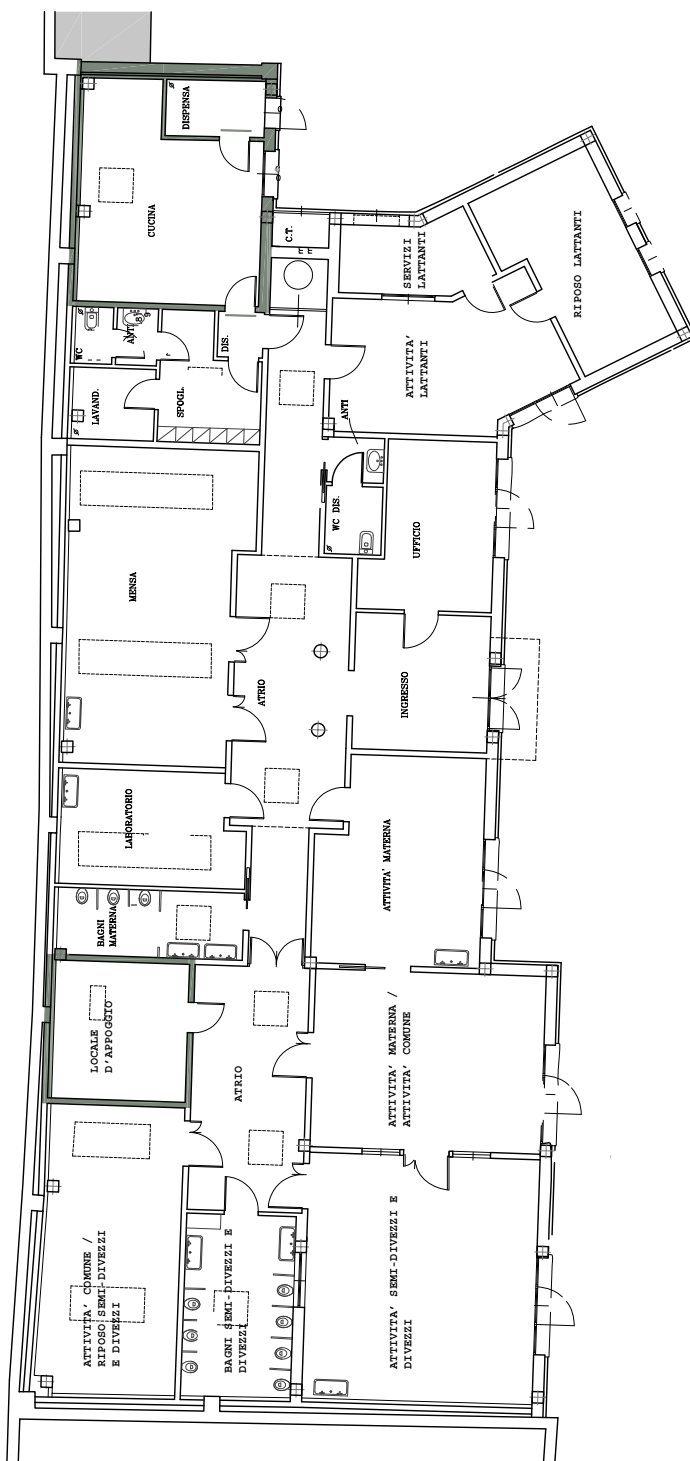 DISPENSA
CUCINA
C.T.
SERVIZI
LATTANTI
RIPOSO LATTANTI
WC
ANTI
DIS.
LAVAND.
SPOGL.
ATTIVITA'
LATTANTI
ANTI
WC DIS.
UFFICIO
MENSA
ATRIO
INGRESSO
LABORATORIO
ATTIVITA' MATERNA
BAGNI
MATERNA
LOCALE
D'APPOGGIO
ATRIO
ATTIVITA' MATERNA /
ATTIVITA' COMUNE
ATTIVITA' COMUNE /
RIPOSO SEMI-DIVEZZI
E DIVEZZI
BAGNI SEMI-DIVEZZI E
DIVEZZI
ATTIVITA' SEMI-DIVEZZI E
DIVEZZI